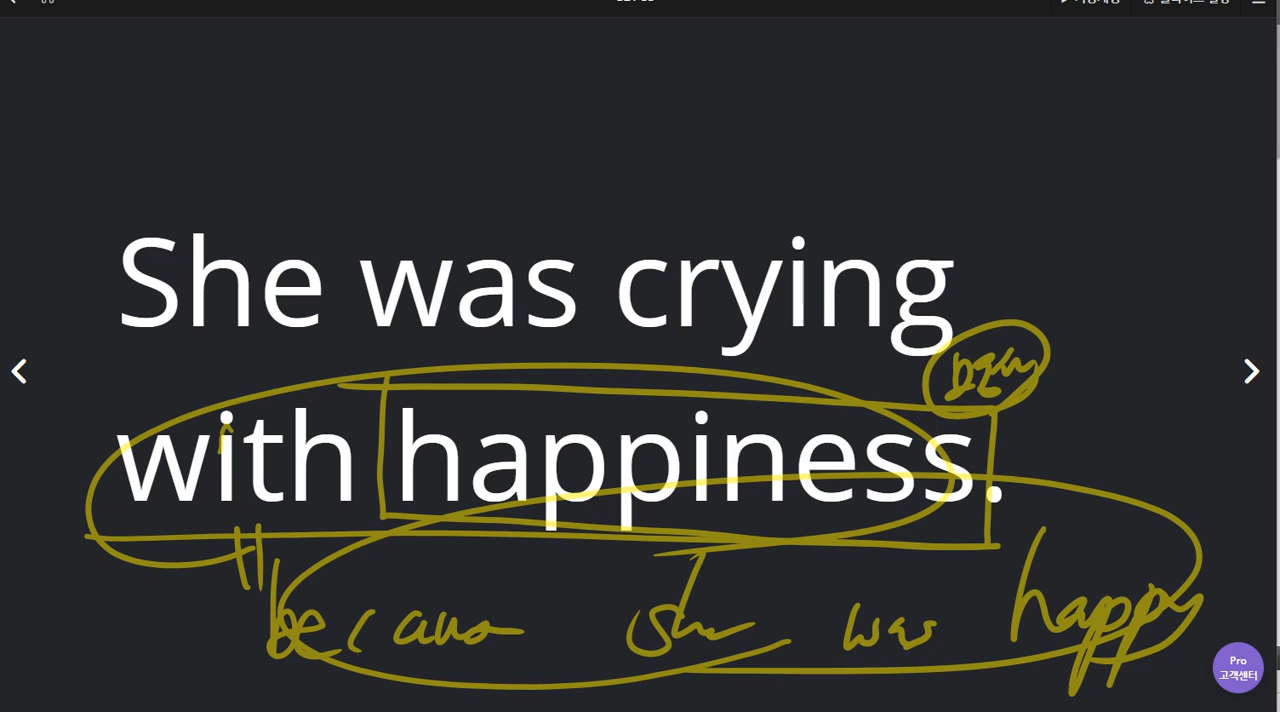 She was crying
with happiness.
because she was happy
Pro
고객센터